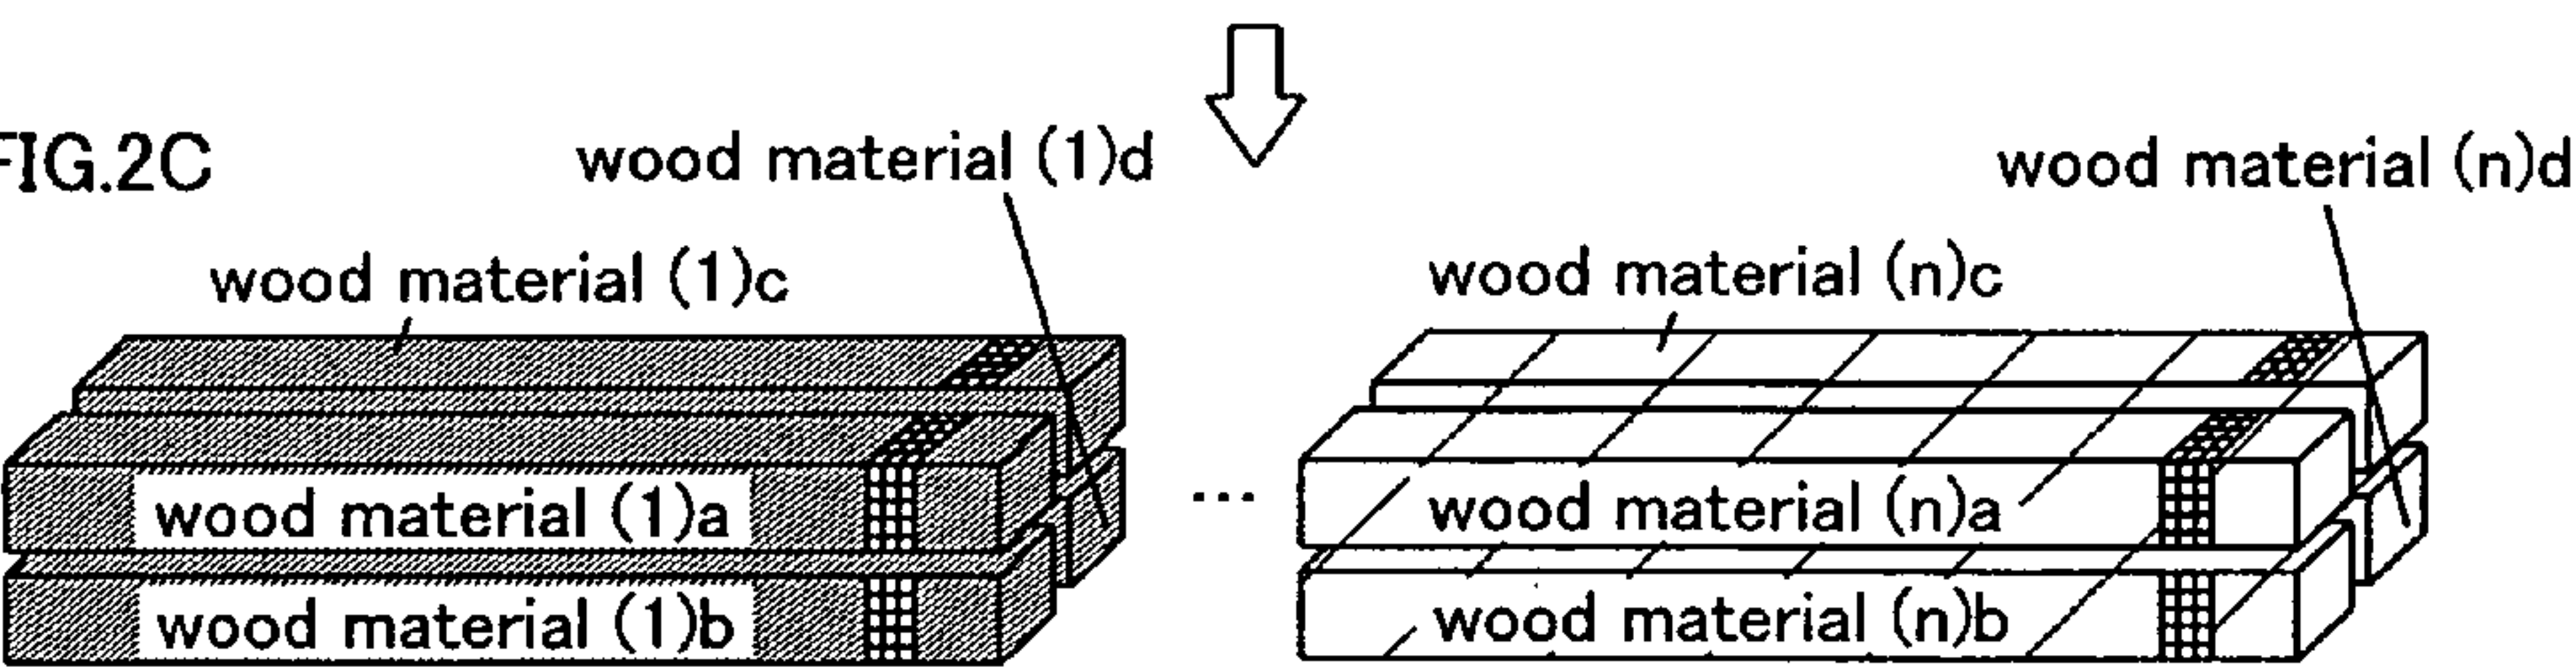 FIG.2C
wood material (1)d
wood material (n)d
wood material (1)c
wood material (n)c
wood material (1)a
...
wood material (n)a
wood material (1)b
wood material (n)b